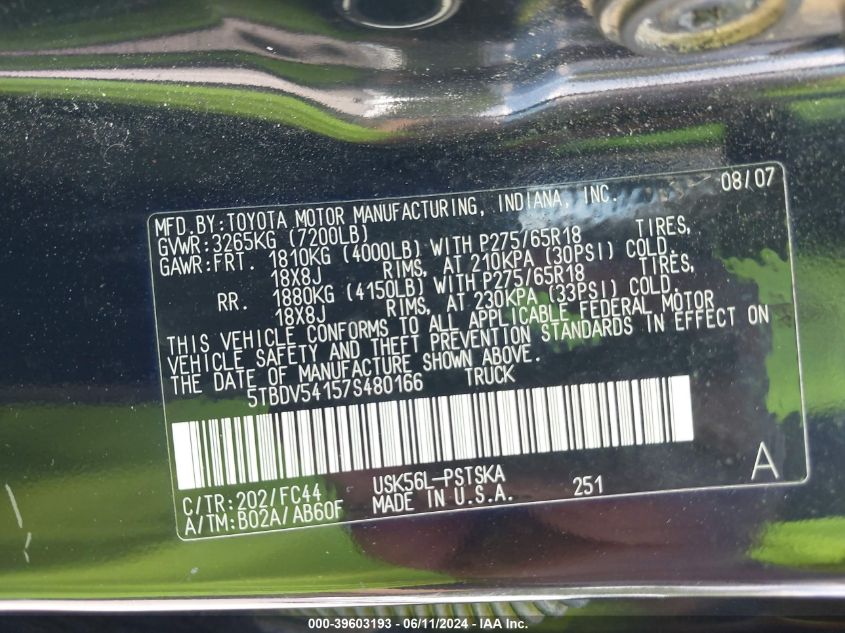 MFD.BY:TOYOTA MOTOR MANUFACTURING, INDIANA, INC. 08/07
GVWR:3265KG (7200LB)
GAWR:FRT. 1810KG (4000LB) WITH P275/65R18 TIRES,
18X8J RIMS, AT 210KPA (30PSI) COLD.
RR. 1880KG (4150LB) WITH P275/65R18 TIRES,
18X8J RIMS, AT 230KPA (33PSI) COLD.
THIS VEHICLE CONFORMS TO ALL APPLICABLE FEDERAL MOTOR
VEHICLE SAFETY AND THEFT PREVENTION STANDARDS IN EFFECT ON
THE DATE OF MANUFACTURE SHOWN ABOVE.
5TBDV54157S480166 TRUCK
C/TR:202/FC44 USK56L-PSTSKA
A/TM:B02A/AB60F MADE IN U.S.A. 251 A
000-39603193 - 06/11/2024 - IAA Inc.